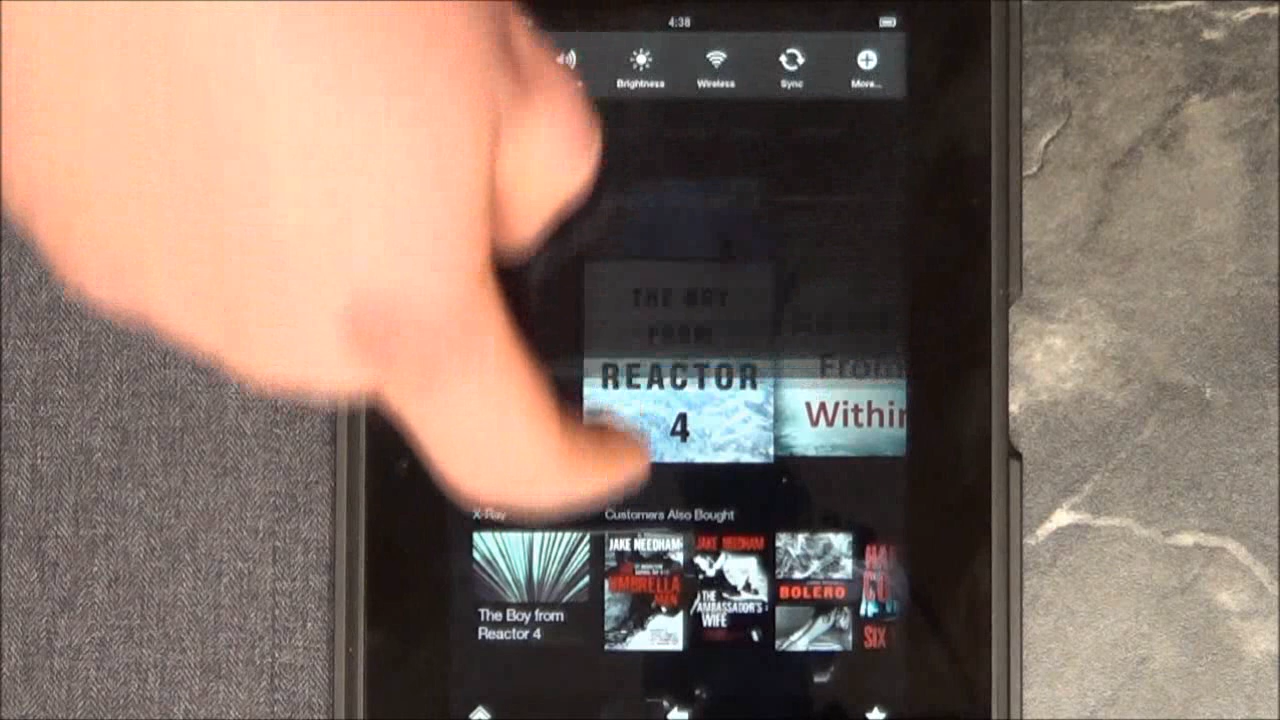 4:38
Brightness
Wireless
Sync
More...
THE BOY
FROM
REACTOR
4
From
Within
X-Ray
Customers Also Bought
The Boy from
Reactor 4
JAKE NEEDHAM
UMBRELLA
MEN
JAKE NEEDHAM
THE
AMBASSADOR'S
WIFE
BOLERO
SIX